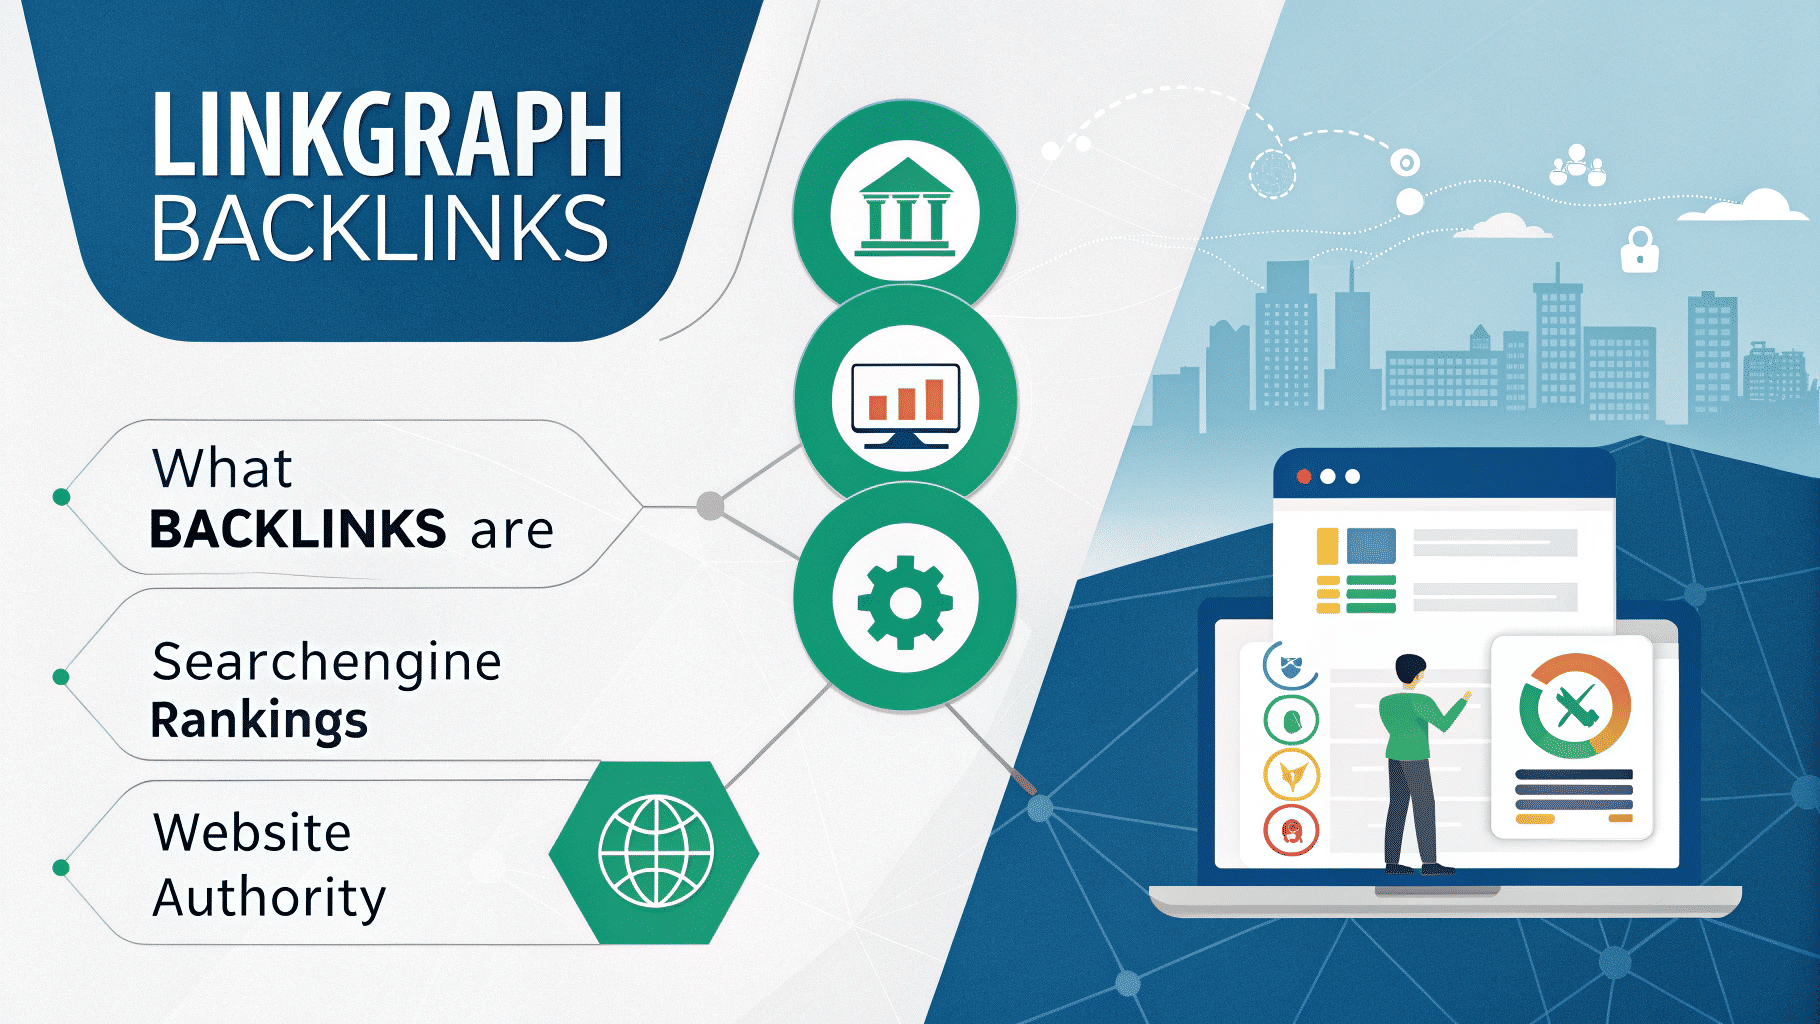 LINKGRAPH
BACKLINKS
What
BACKLINKS are
Searchengine
Rankings
Website
Authority